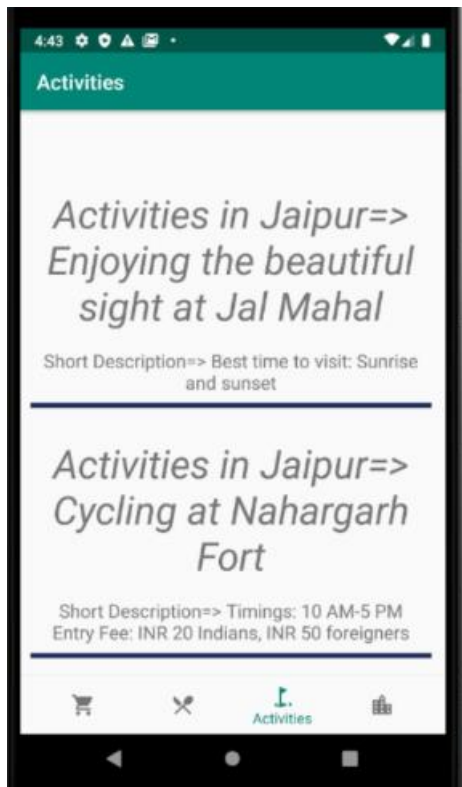 4:43
Activities
Activities in Jaipur=>
Enjoying the beautiful
sight at Jal Mahal
Short Description=> Best time to visit: Sunrise
and sunset
Activities in Jaipur=>
Cycling at Nahargarh
Fort
Short Description=> Timings: 10 AM-5 PM
Entry Fee: INR 20 Indians, INR 50 foreigners
Activities